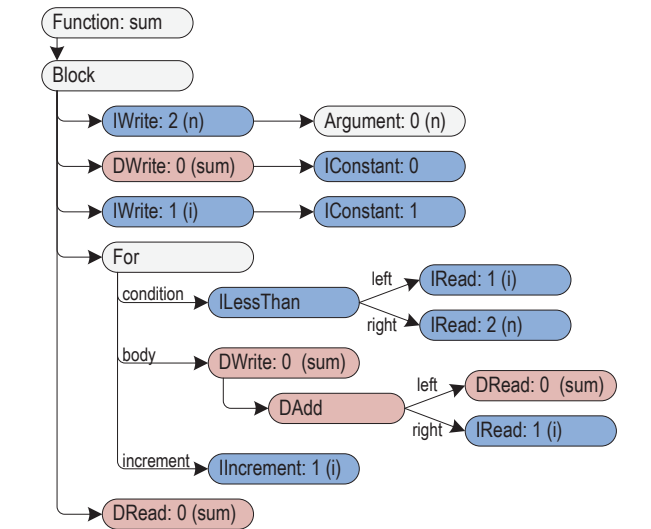 Function: sum
Block
IWrite: 2 (n)
Argument: 0 (n)
DWrite: 0 (sum)
IConstant: 0
IWrite: 1 (i)
IConstant: 1
For
condition
ILessThan
left
IRead: 1 (i)
right
IRead: 2 (n)
body
DWrite: 0 (sum)
DAdd
left
DRead: 0 (sum)
right
IRead: 1 (i)
increment
IIncrement: 1 (i)
DRead: 0 (sum)